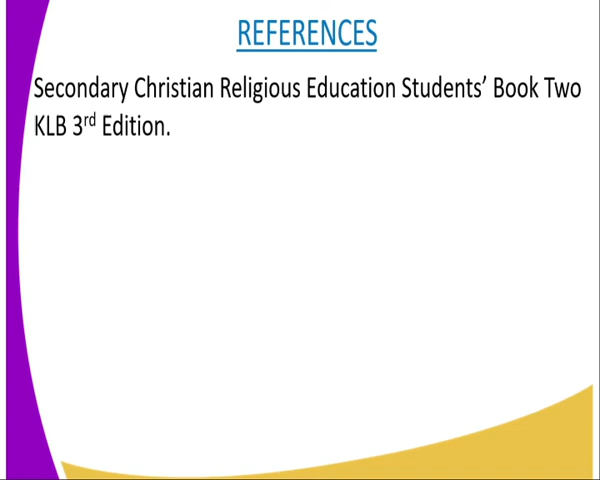 REFERENCES
Secondary Christian Religious Education Students’ Book Two
KLB 3rd Edition.